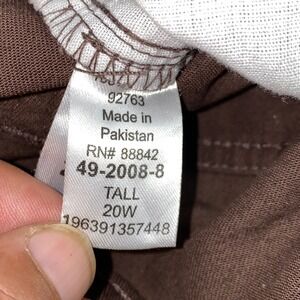 92763
Made in
Pakistan
RN# 88842
49-2008-8
TALL
20W
196391357448